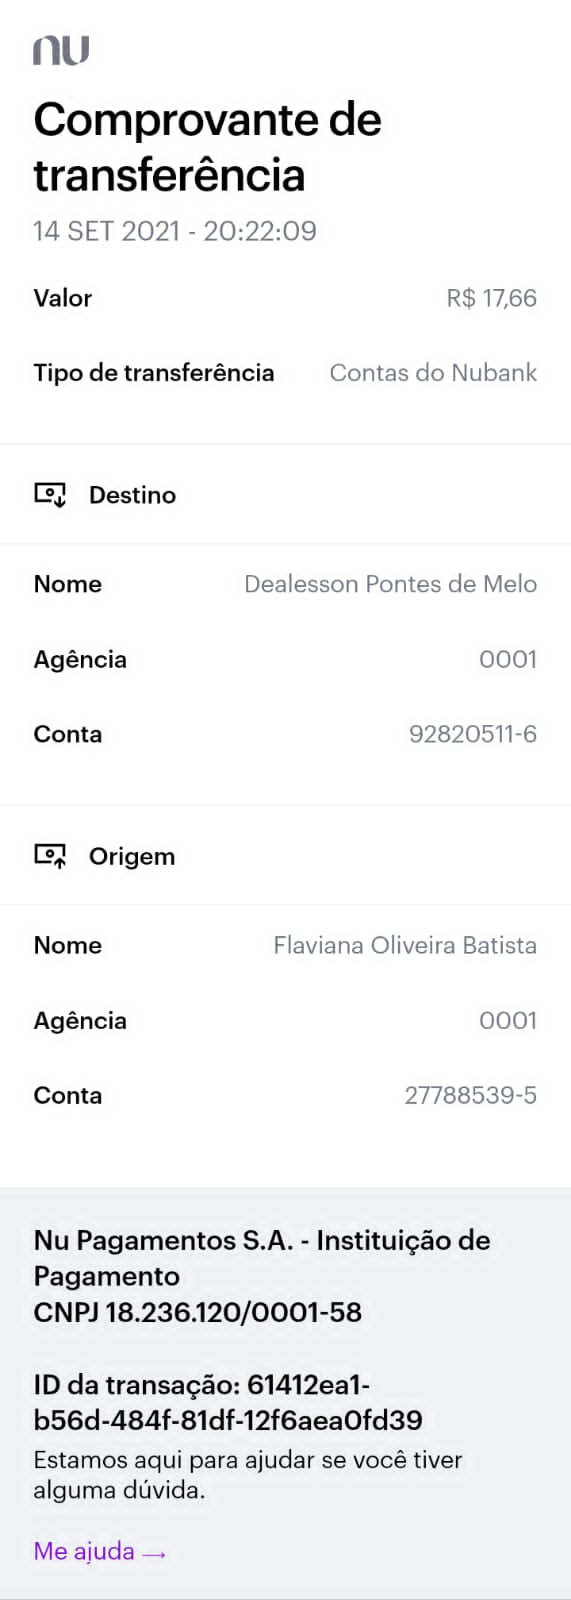 nu
Comprovante de
transferência
14 SET 2021 - 20:22:09
Valor R$ 17,66
Tipo de transferência Contas do Nubank
Destino
Nome Dealesson Pontes de Melo
Agência 0001
Conta 92820511-6
Origem
Nome Flaviana Oliveira Batista
Agência 0001
Conta 27788539-5
Nu Pagamentos S.A. - Instituição de
Pagamento
CNPJ 18.236.120/0001-58
ID da transação: 61412ea1-
b56d-484f-81df-12f6aea0fd39
Estamos aqui para ajudar se você tiver
alguma dúvida.
Me ajuda →